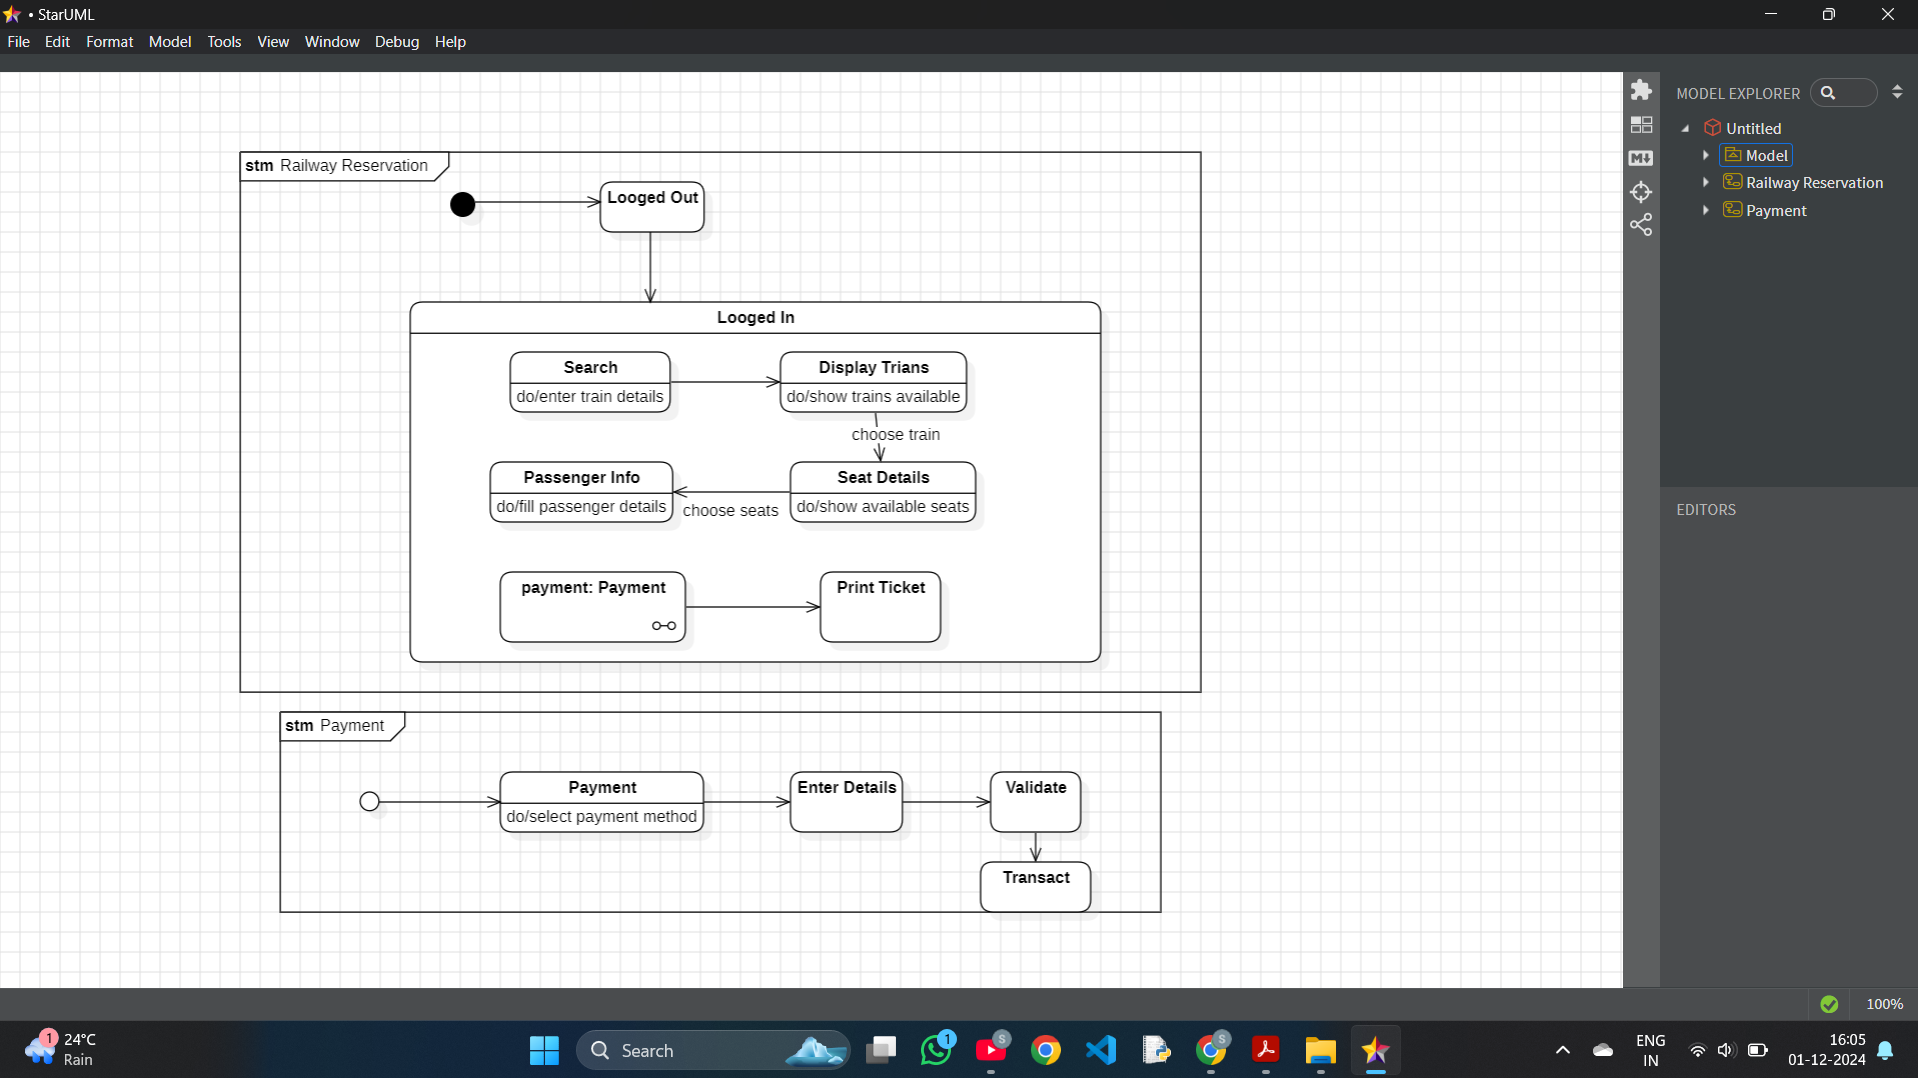 • StarUML
File Edit Format Model Tools View Window Debug Help
stm Railway Reservation
Looged Out
Looged In
Search
do/enter train details
Display Trians
do/show trains available
choose train
Passenger Info
do/fill passenger details
choose seats
Seat Details
do/show available seats
payment: Payment
Print Ticket
stm Payment
Payment
do/select payment method
Enter Details
Validate
Transact
M↓
MODEL EXPLORER
Untitled
Model
Railway Reservation
Payment
EDITORS
100%
1
24°C
Rain
Search
1
S
S
ENG
IN
16:05
01-12-2024